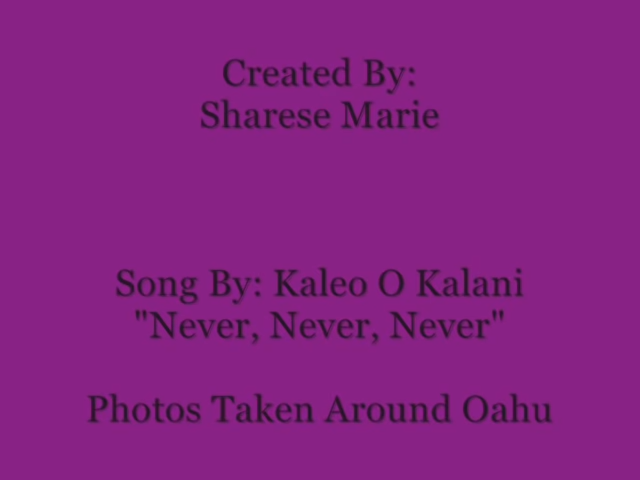 Created By:
Sharese Marie
Song By: Kaleo O Kalani
"Never, Never, Never"
Photos Taken Around Oahu